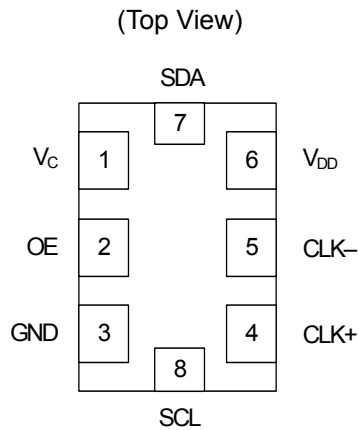 (Top View)
SDA
7
V_C 1 6 V_DD
OE 2 5 CLK–
GND 3 4 CLK+
8
SCL